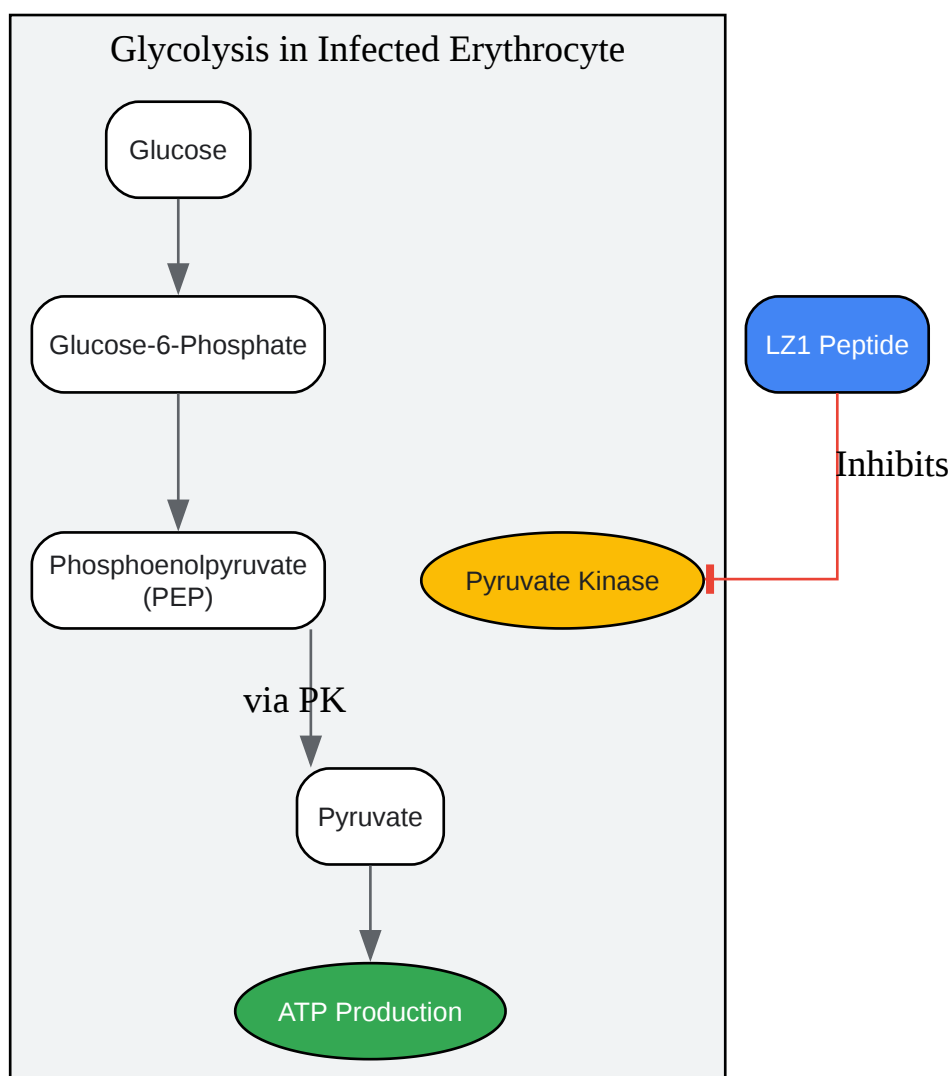 Glycolysis in Infected Erythrocyte
Glucose
Glucose-6-Phosphate
LZ1 Peptide
Inhibits
Phosphoenolpyruvate
(PEP)
Pyruvate Kinase
via PK
Pyruvate
ATP Production